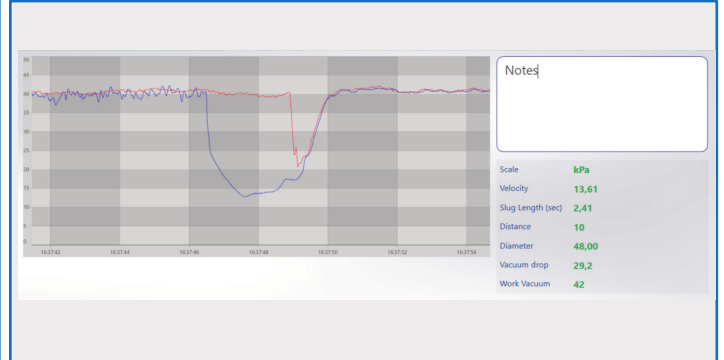 50
45
40
35
30
25
20
15
10
5
0
16:37:42 16:37:44 16:37:46 16:37:48 16:37:50 16:37:52 16:37:54
Notes
Scale kPa
Velocity 13,61
Slug Length (sec) 2,41
Distance 10
Diameter 48,00
Vacuum drop 29,2
Work Vacuum 42